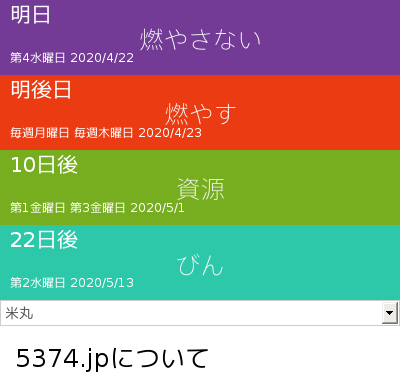 明日
燃やさない
第4水曜日 2020/4/22
明後日
燃やす
毎週月曜日 毎週木曜日 2020/4/23
10日後
資源
第1金曜日 第3金曜日 2020/5/1
22日後
びん
第2水曜日 2020/5/13
米丸
5374.jpについて